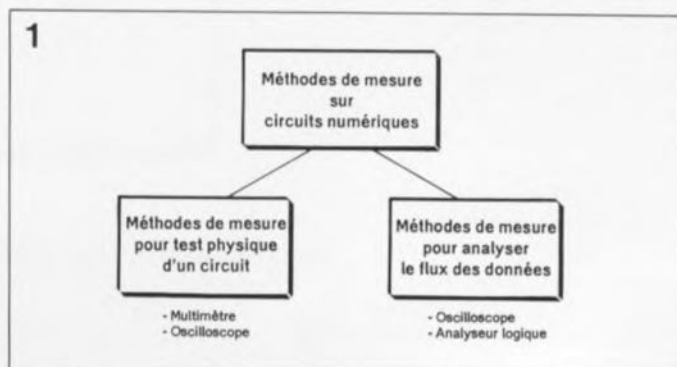 1
Méthodes de mesure
sur
circuits numériques
Méthodes de mesure
pour test physique
d'un circuit
- Multimètre
- Oscilloscope
Méthodes de mesure
pour analyser
le flux des données
- Oscilloscope
- Analyseur logique